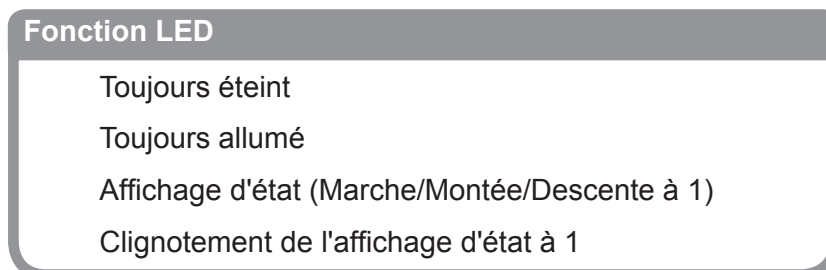 Fonction LED
Toujours éteint
Toujours allumé
Affichage d'état (Marche/Montée/Descente à 1)
Clignotement de l'affichage d'état à 1